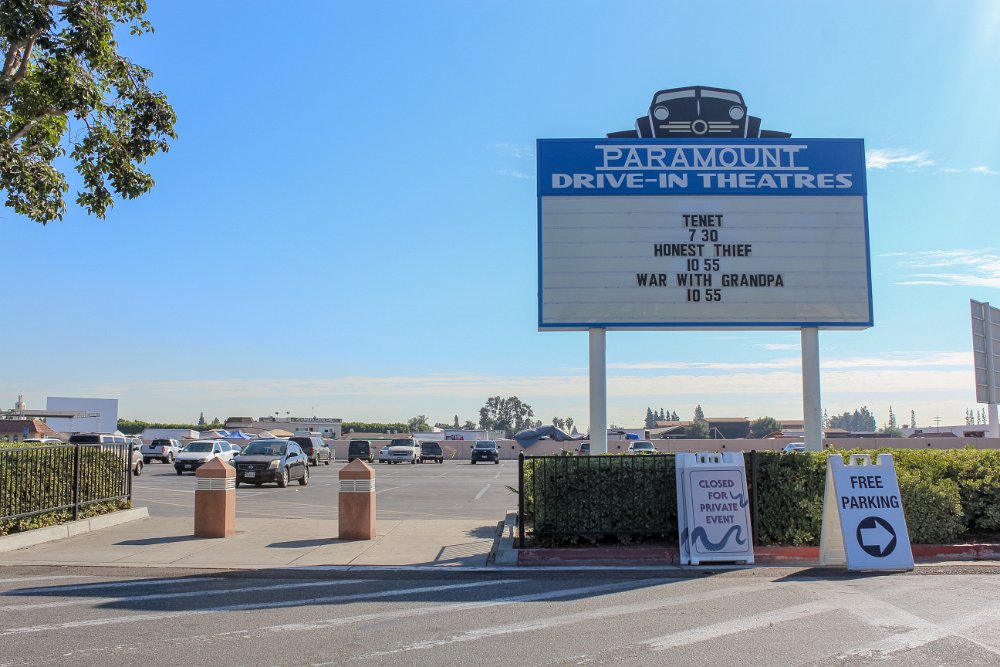 PARAMOUNT
DRIVE-IN THEATRES
TENET
7 30
HONEST THIEF
10 55
WAR WITH GRANDPA
10 55
CLOSED
FOR
PRIVATE
EVENT
FREE
PARKING